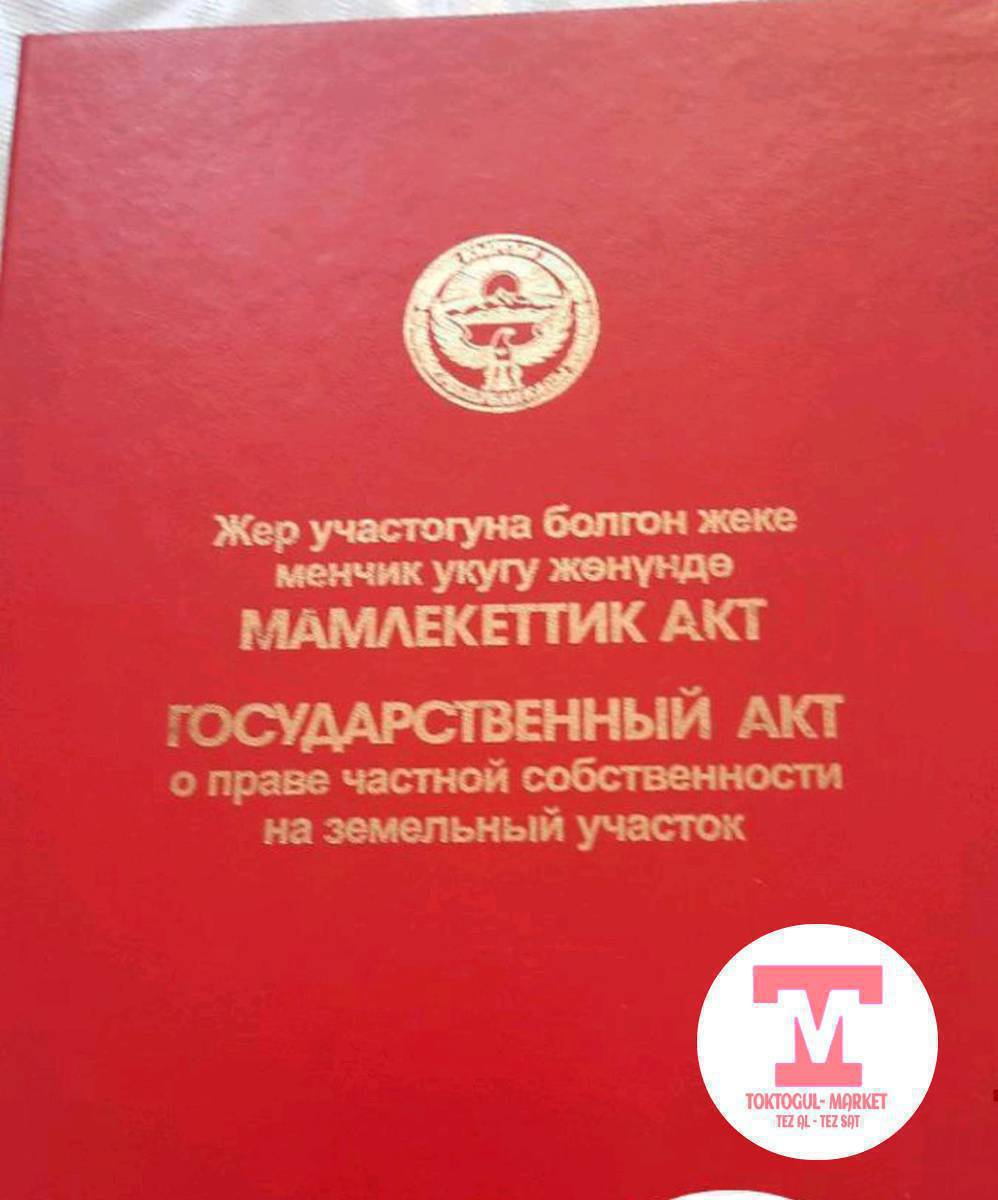 Жер участогуна болгон жеке
менчик укугу жөнүндө
МАМЛЕКЕТТИК АКТ
ГОСУДАРСТВЕННЫЙ АКТ
о праве частной собственности
на земельный участок
TM
TOKTOGUL- MARKET
TEZ AL - TEZ SAT